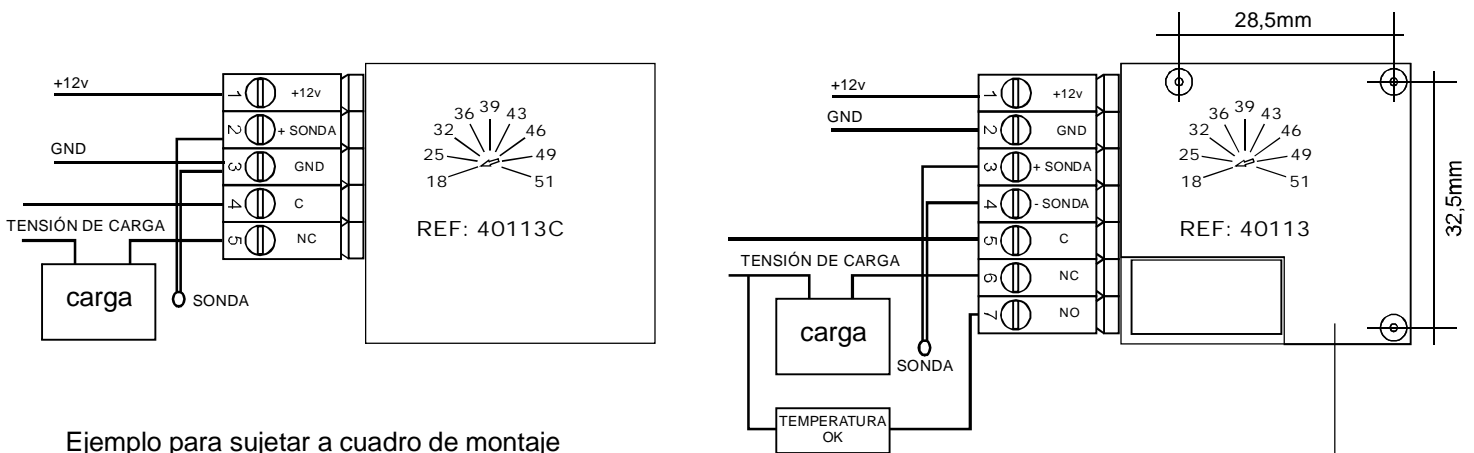 +12v
GND
TENSIÓN DE CARGA
carga
SONDA
1 +12v
2 + SONDA
3 GND
4 C
5 NC
39
36 43
32 46
25 49
18 51
REF: 40113C
Ejemplo para sujetar a cuadro de montaje
28,5mm
32,5mm
+12v
GND
TENSIÓN DE CARGA
carga
SONDA
TEMPERATURA
OK
1 +12v
2 GND
3 + SONDA
4 - SONDA
5 C
6 NC
7 NO
39
36 43
32 46
25 49
18 51
REF: 40113